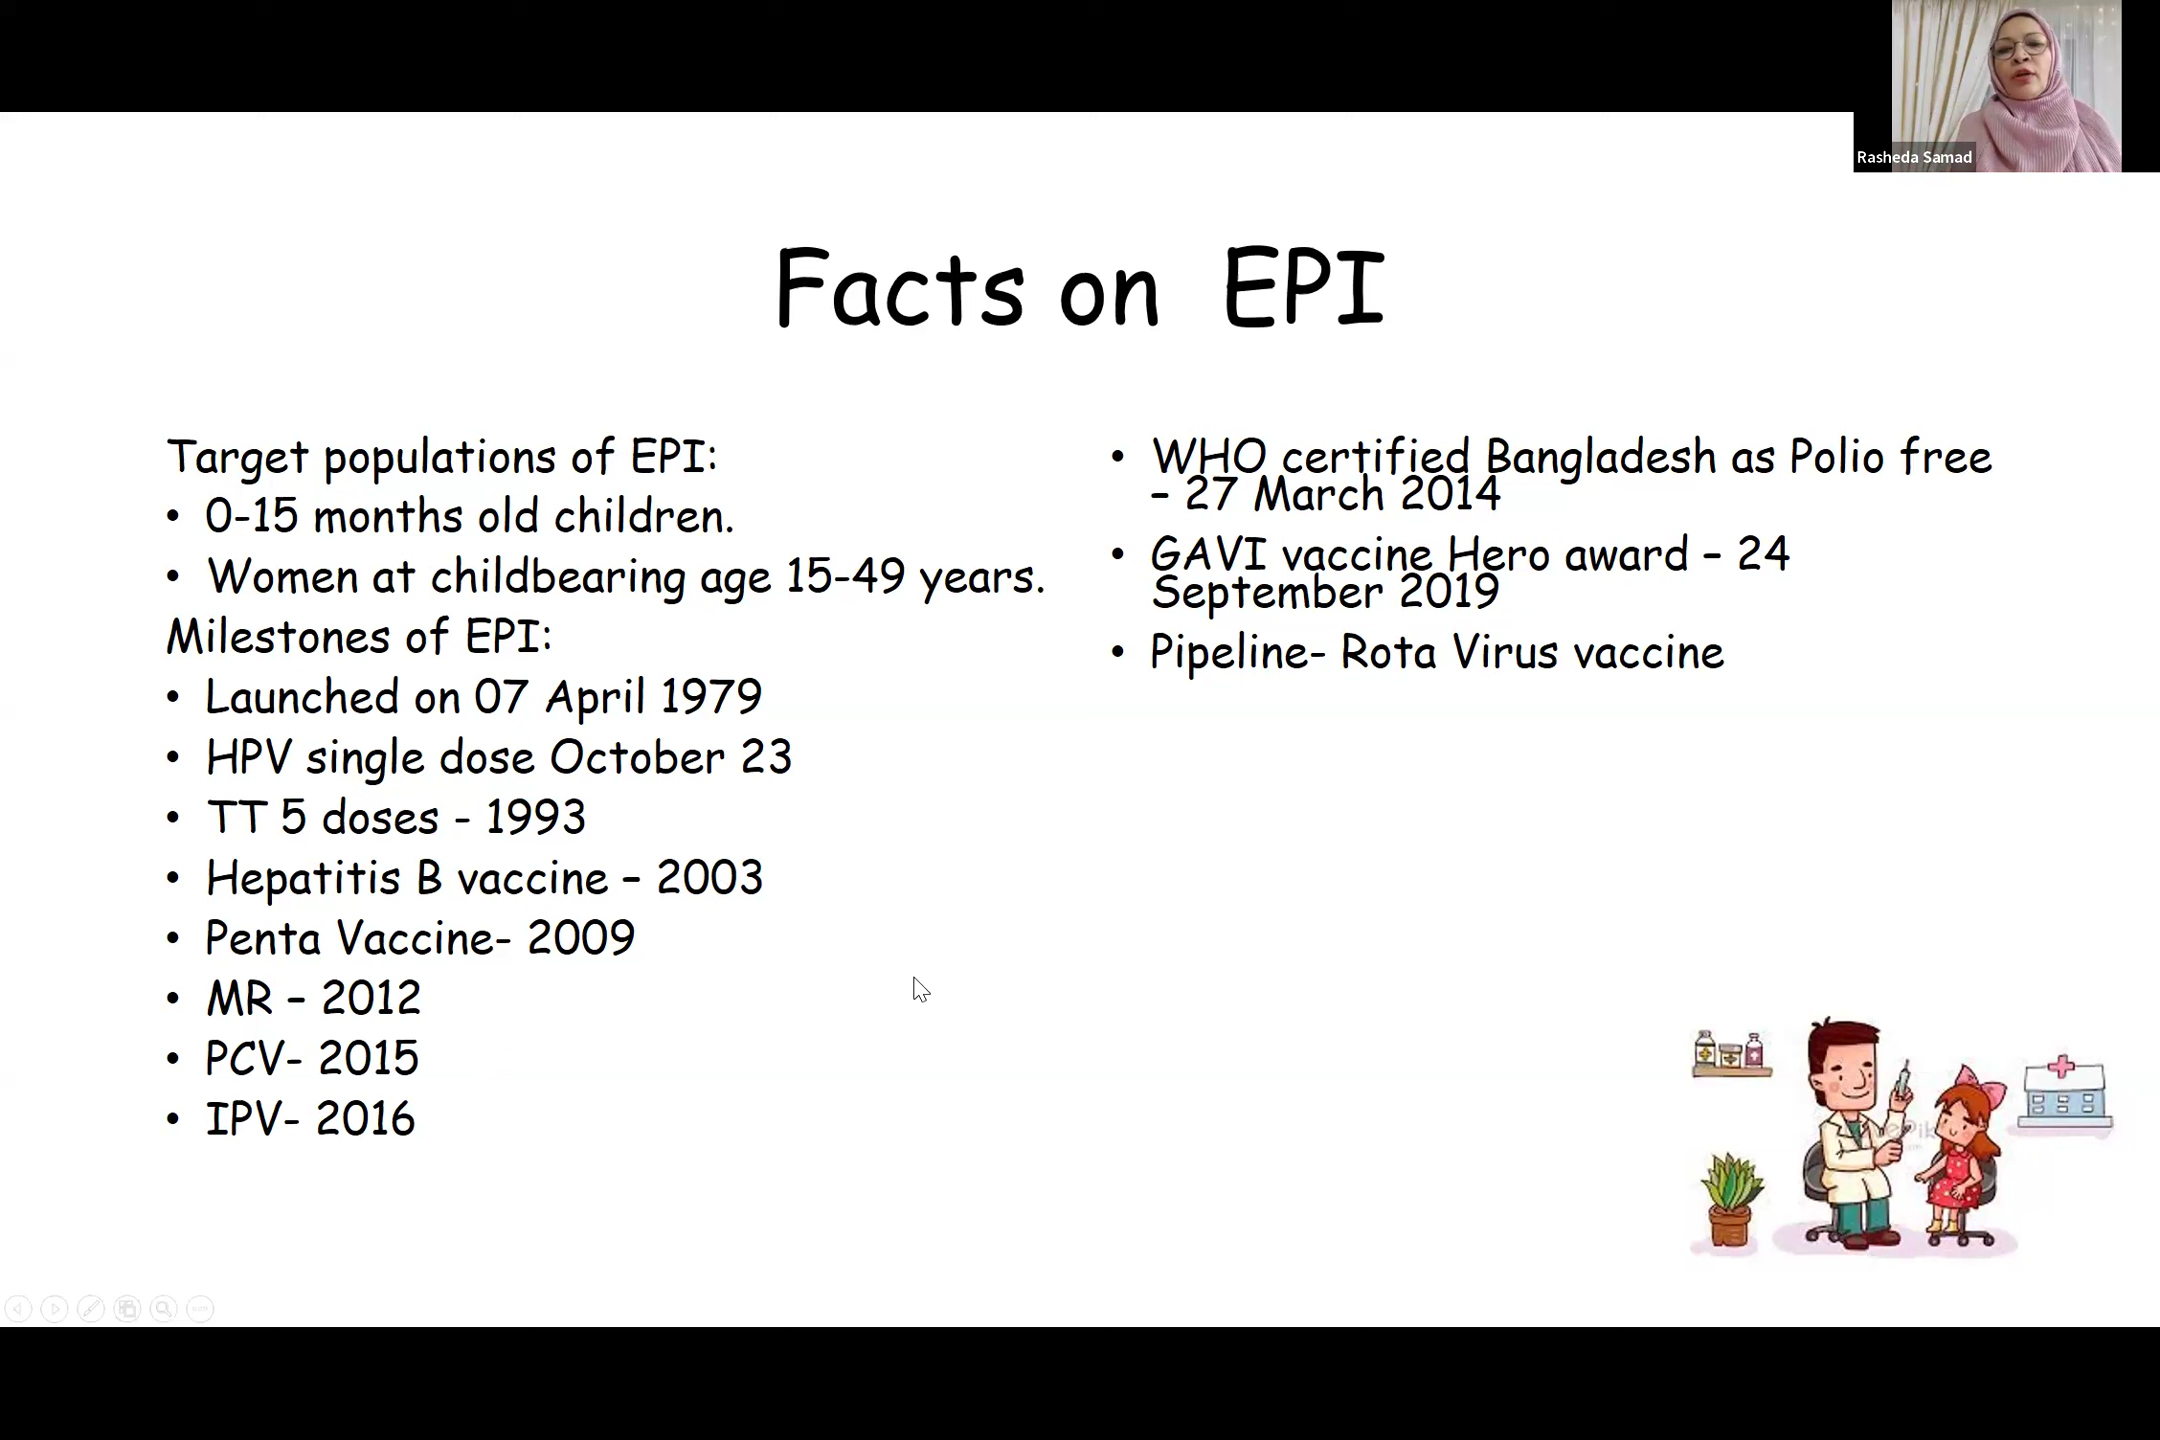 Rasheda Samad
Facts on EPI
Target populations of EPI:
• 0-15 months old children.
• Women at childbearing age 15-49 years.
Milestones of EPI:
• Launched on 07 April 1979
• HPV single dose October 23
• TT 5 doses - 1993
• Hepatitis B vaccine – 2003
• Penta Vaccine- 2009
• MR – 2012
• PCV- 2015
• IPV- 2016
• WHO certified Bangladesh as Polio free
– 27 March 2014
• GAVI vaccine Hero award – 24
September 2019
• Pipeline- Rota Virus vaccine